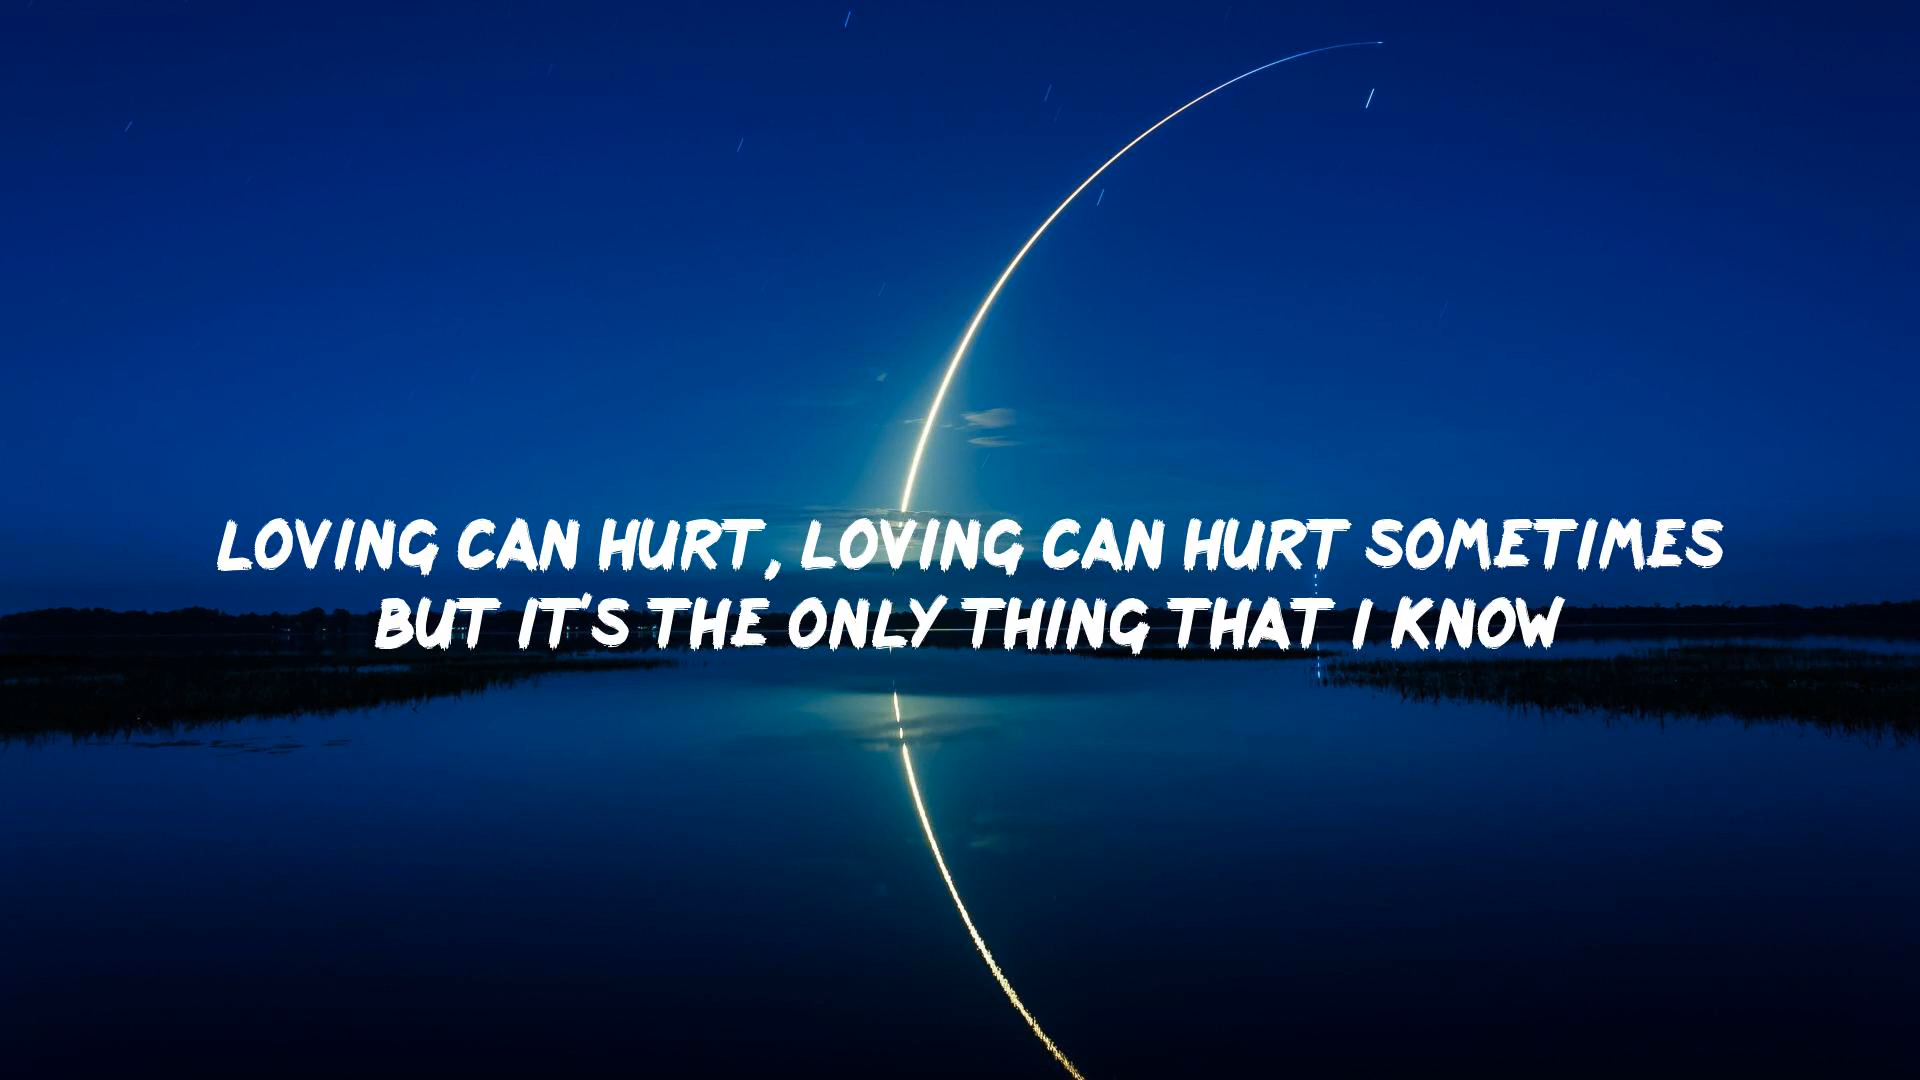 LOVING CAN HURT, LOVING CAN HURT SOMETIMES
BUT IT'S THE ONLY THING THAT I KNOW